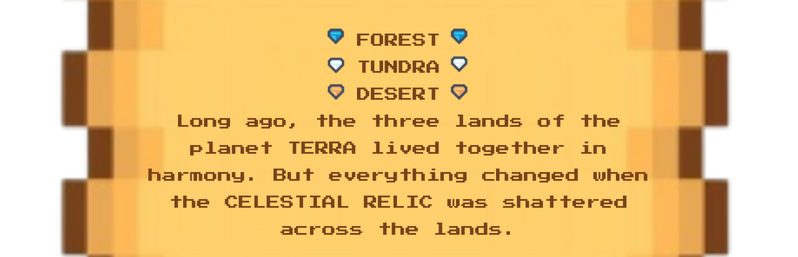 FOREST
TUNDRA
DESERT
Long ago, the three lands of the
planet TERRA lived together in
harmony. But everything changed when
the CELESTIAL RELIC was shattered
across the lands.